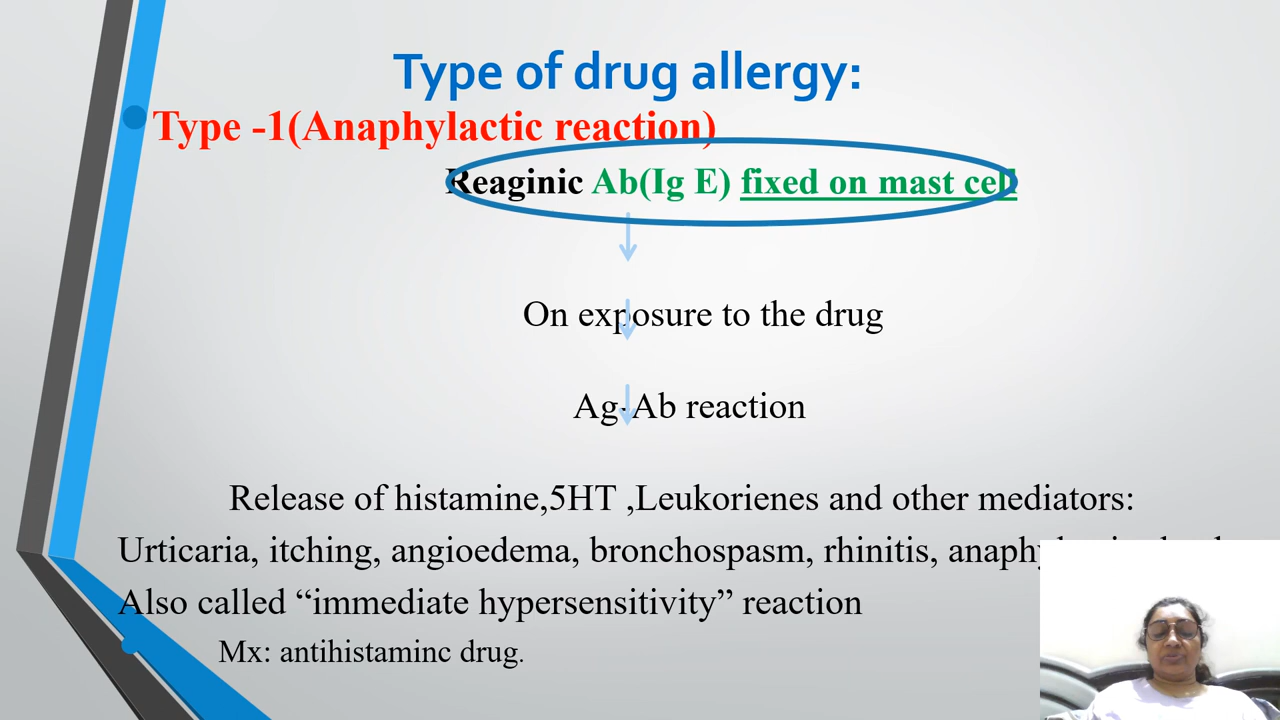 Type of drug allergy:
Type -1(Anaphylactic reaction)
Reaginic Ab(Ig E) fixed on mast cell
On exposure to the drug
Ag-Ab reaction
Release of histamine,5HT ,Leukorienes and other mediators:
Urticaria, itching, angioedema, bronchospasm, rhinitis,
Also called “immediate hypersensitivity” reaction
Mx: antihistaminc drug.